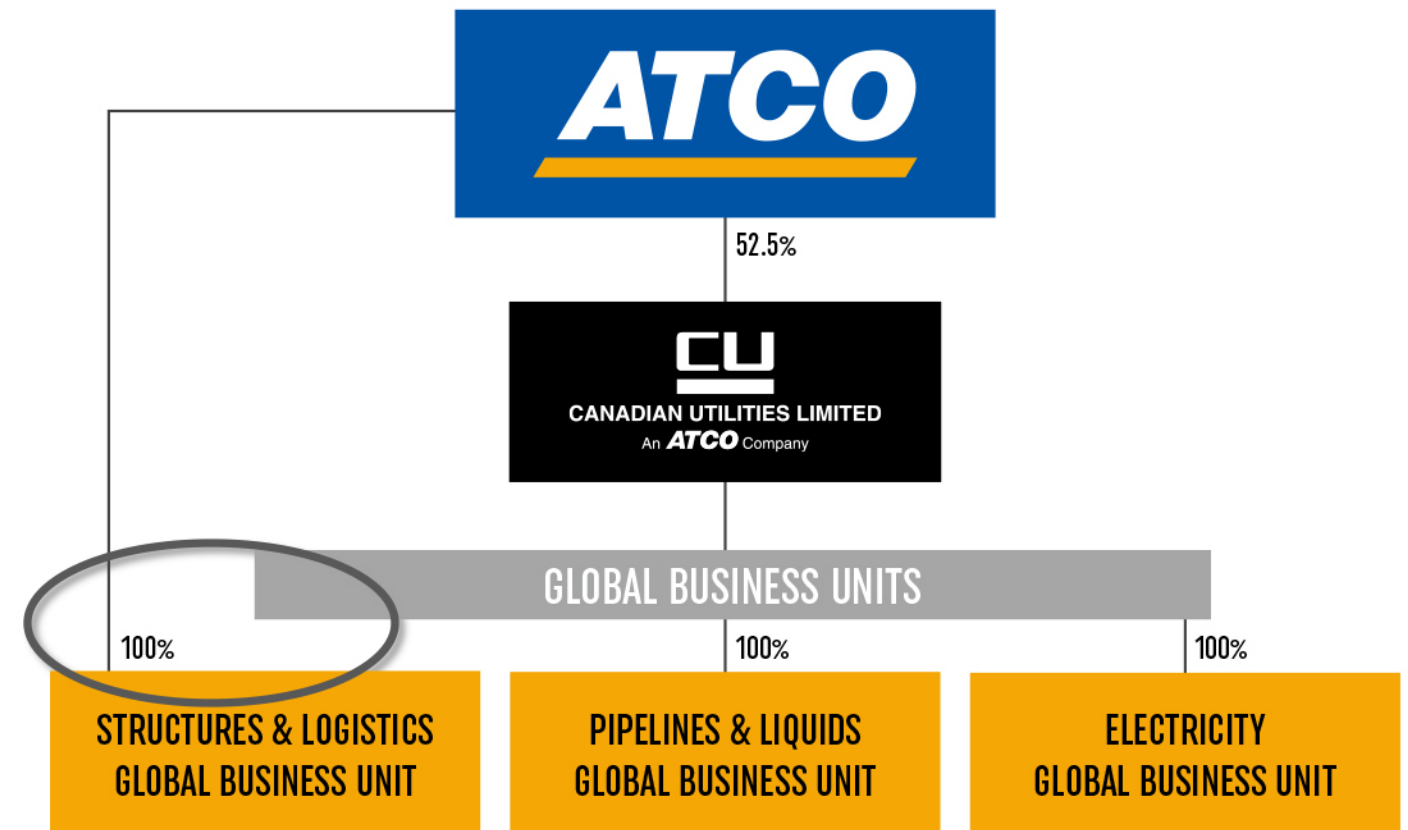 ATCO
52.5%
CU
CANADIAN UTILITIES LIMITED
An ATCO Company
GLOBAL BUSINESS UNITS
100%
100%
100%
STRUCTURES & LOGISTICS
GLOBAL BUSINESS UNIT
PIPELINES & LIQUIDS
GLOBAL BUSINESS UNIT
ELECTRICITY
GLOBAL BUSINESS UNIT